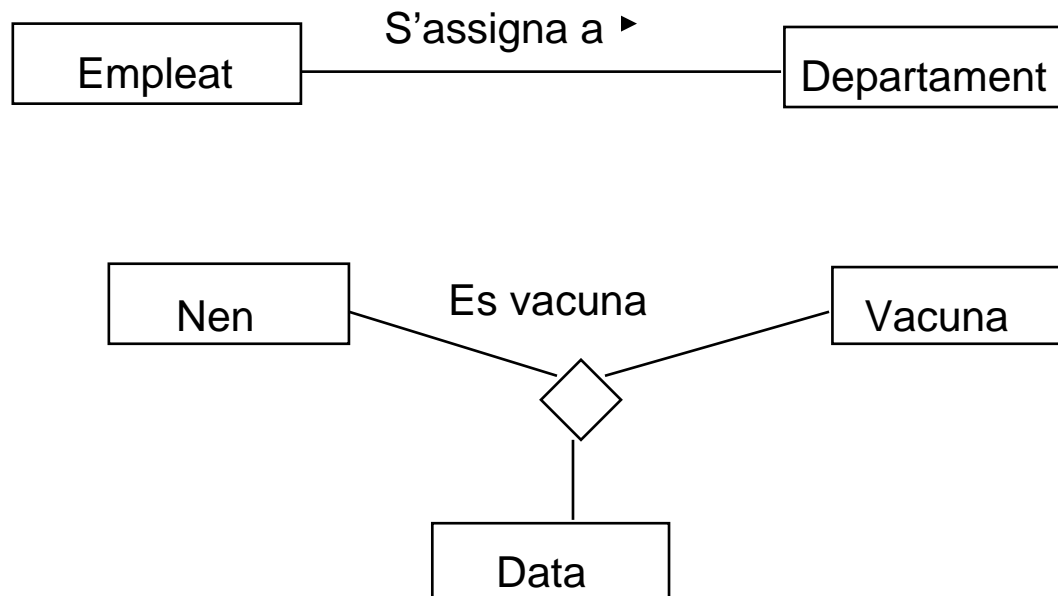 S'assigna a ►
Empleat
Departament
Es vacuna
Nen
Vacuna
Data